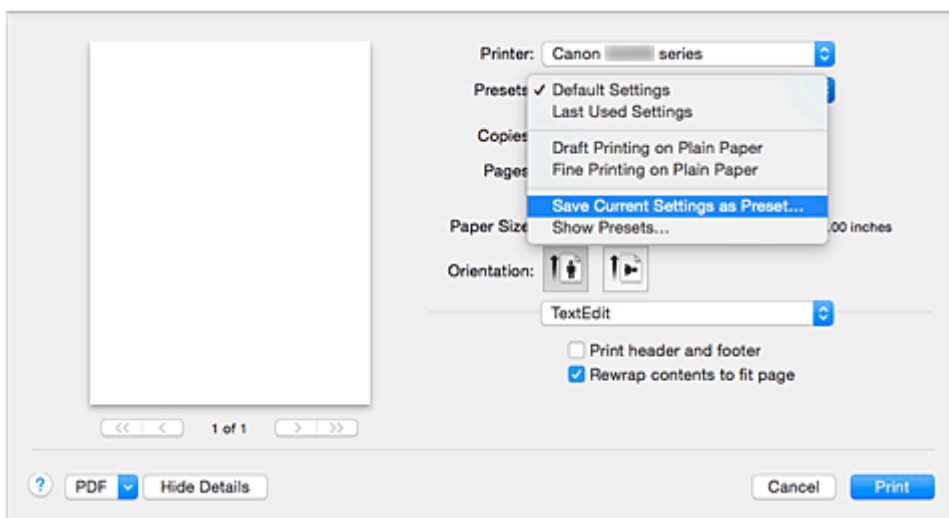 Printer: Canon series
Presets ✓ Default Settings
Last Used Settings
Copies
Draft Printing on Plain Paper
Pages Fine Printing on Plain Paper
Save Current Settings as Preset...
Paper Size Show Presets... .00 inches
Orientation:
TextEdit
Print header and footer
Rewrap contents to fit page
<< < 1 of 1 > >>
? PDF Hide Details Cancel Print